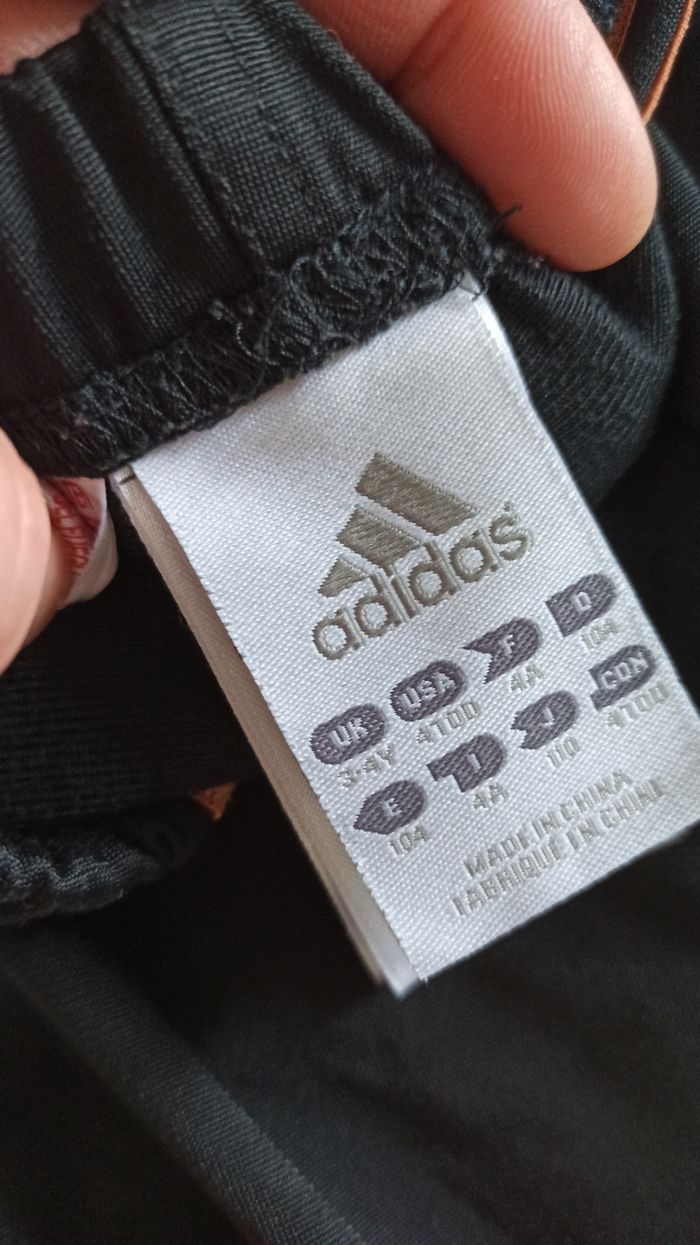 adidas
UK USA F D
3-4Y 4TOD 4A 104
E I J CDN
104 4A 110 4TOD
MADE IN CHINA
FABRIQUE EN CHINE